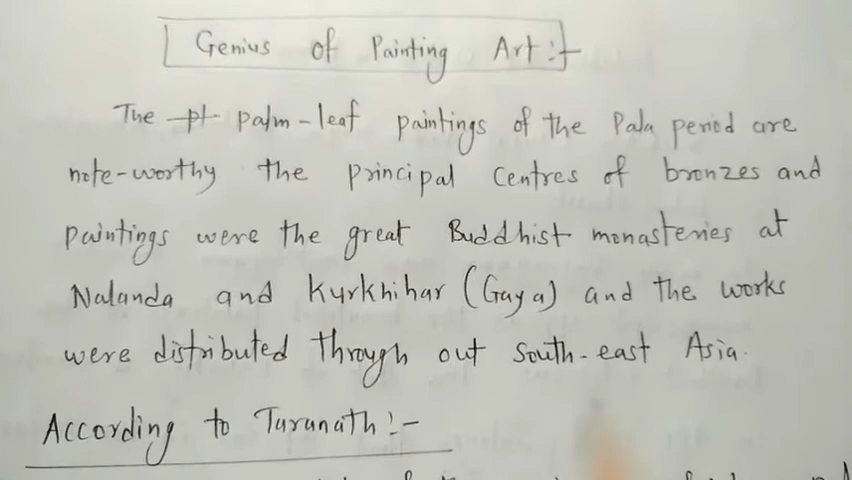 Genius of Painting Art:-
The pl palm-leaf paintings of the Pala period are
note-worthy the principal centres of bronzes and
paintings were the great Buddhist monasteries at
Nalanda and Kyrkhihar (Gaya) and the works
were distributed through out South-east Asia.
According to Taranath:-